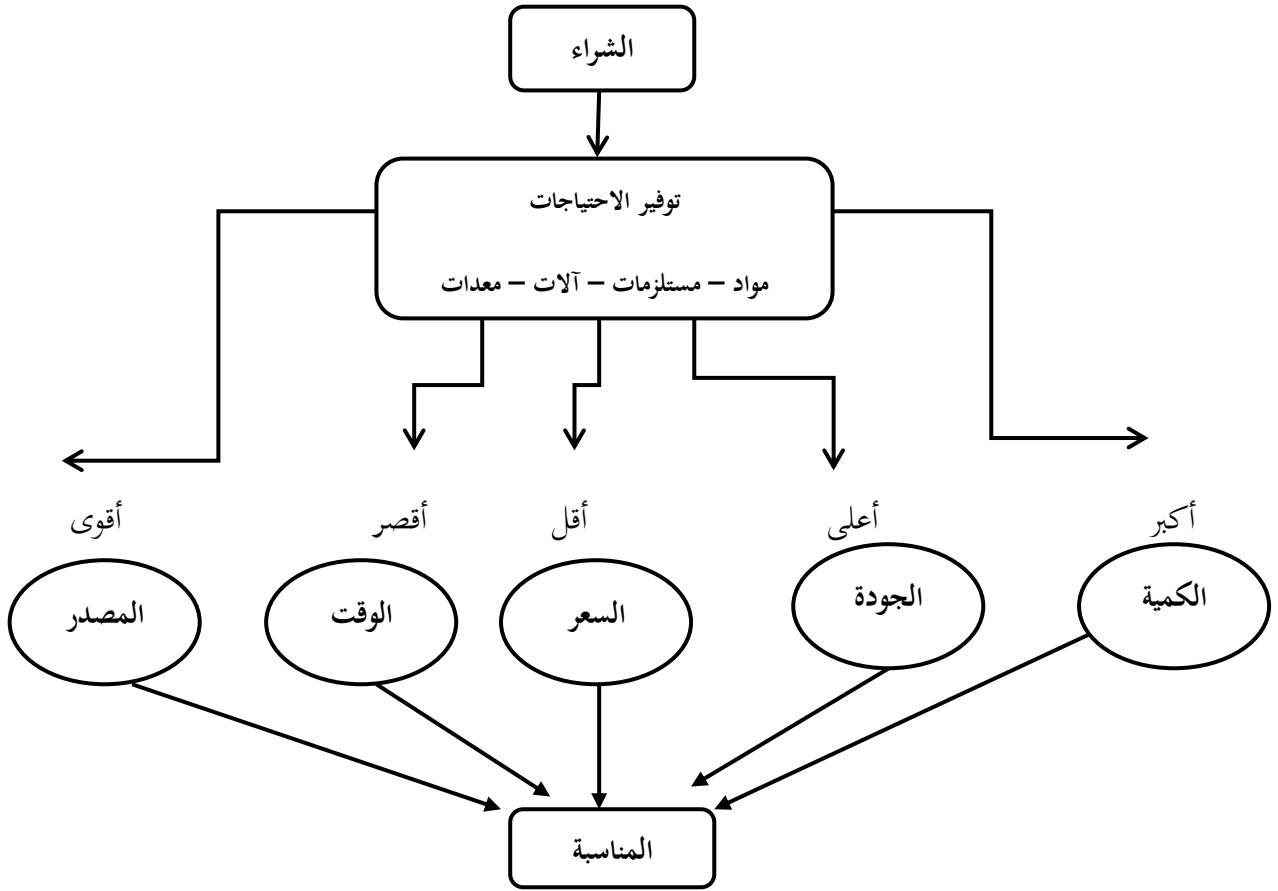 الشراء
توفير الاحتياجات
مواد – مستلزمات – آلات – معدات
أكبر
أعلى
أقل
أقصر
أقوى
الكمية
الجودة
السعر
الوقت
المصدر
المناسبة